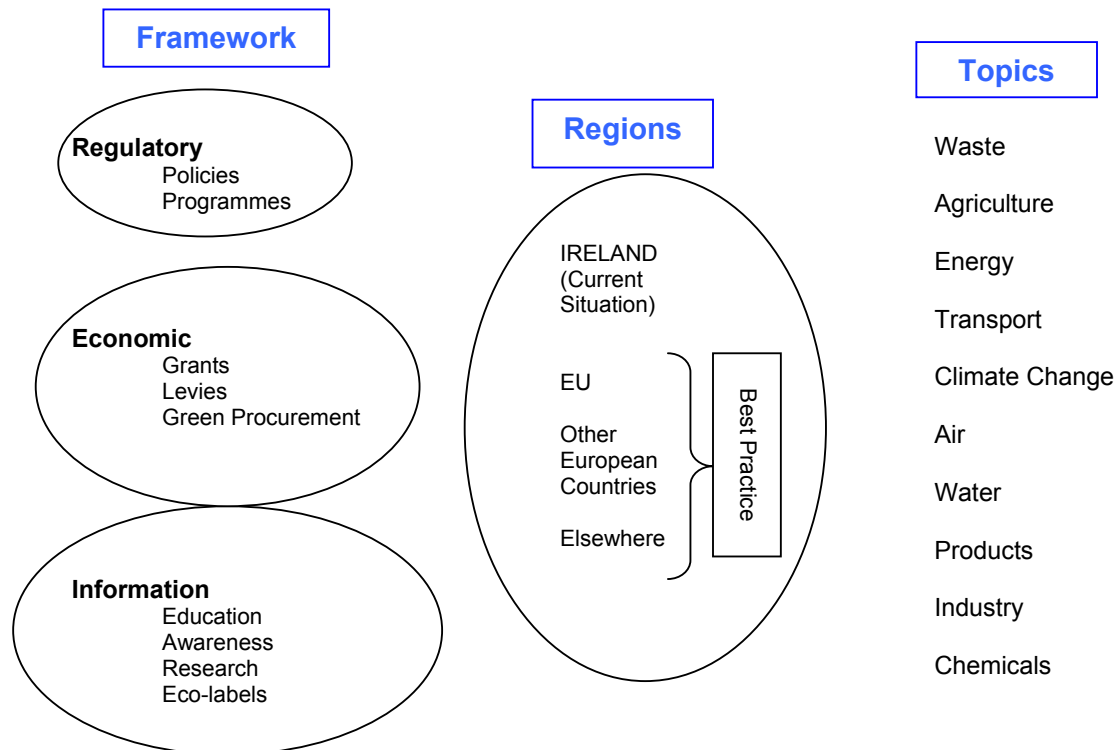 Framework
Regulatory
Policies
Programmes
Economic
Grants
Levies
Green Procurement
Information
Education
Awareness
Research
Eco-labels
Regions
IRELAND
(Current
Situation)
EU
Other
European
Countries
Elsewhere
Best Practice
Topics
Waste
Agriculture
Energy
Transport
Climate Change
Air
Water
Products
Industry
Chemicals